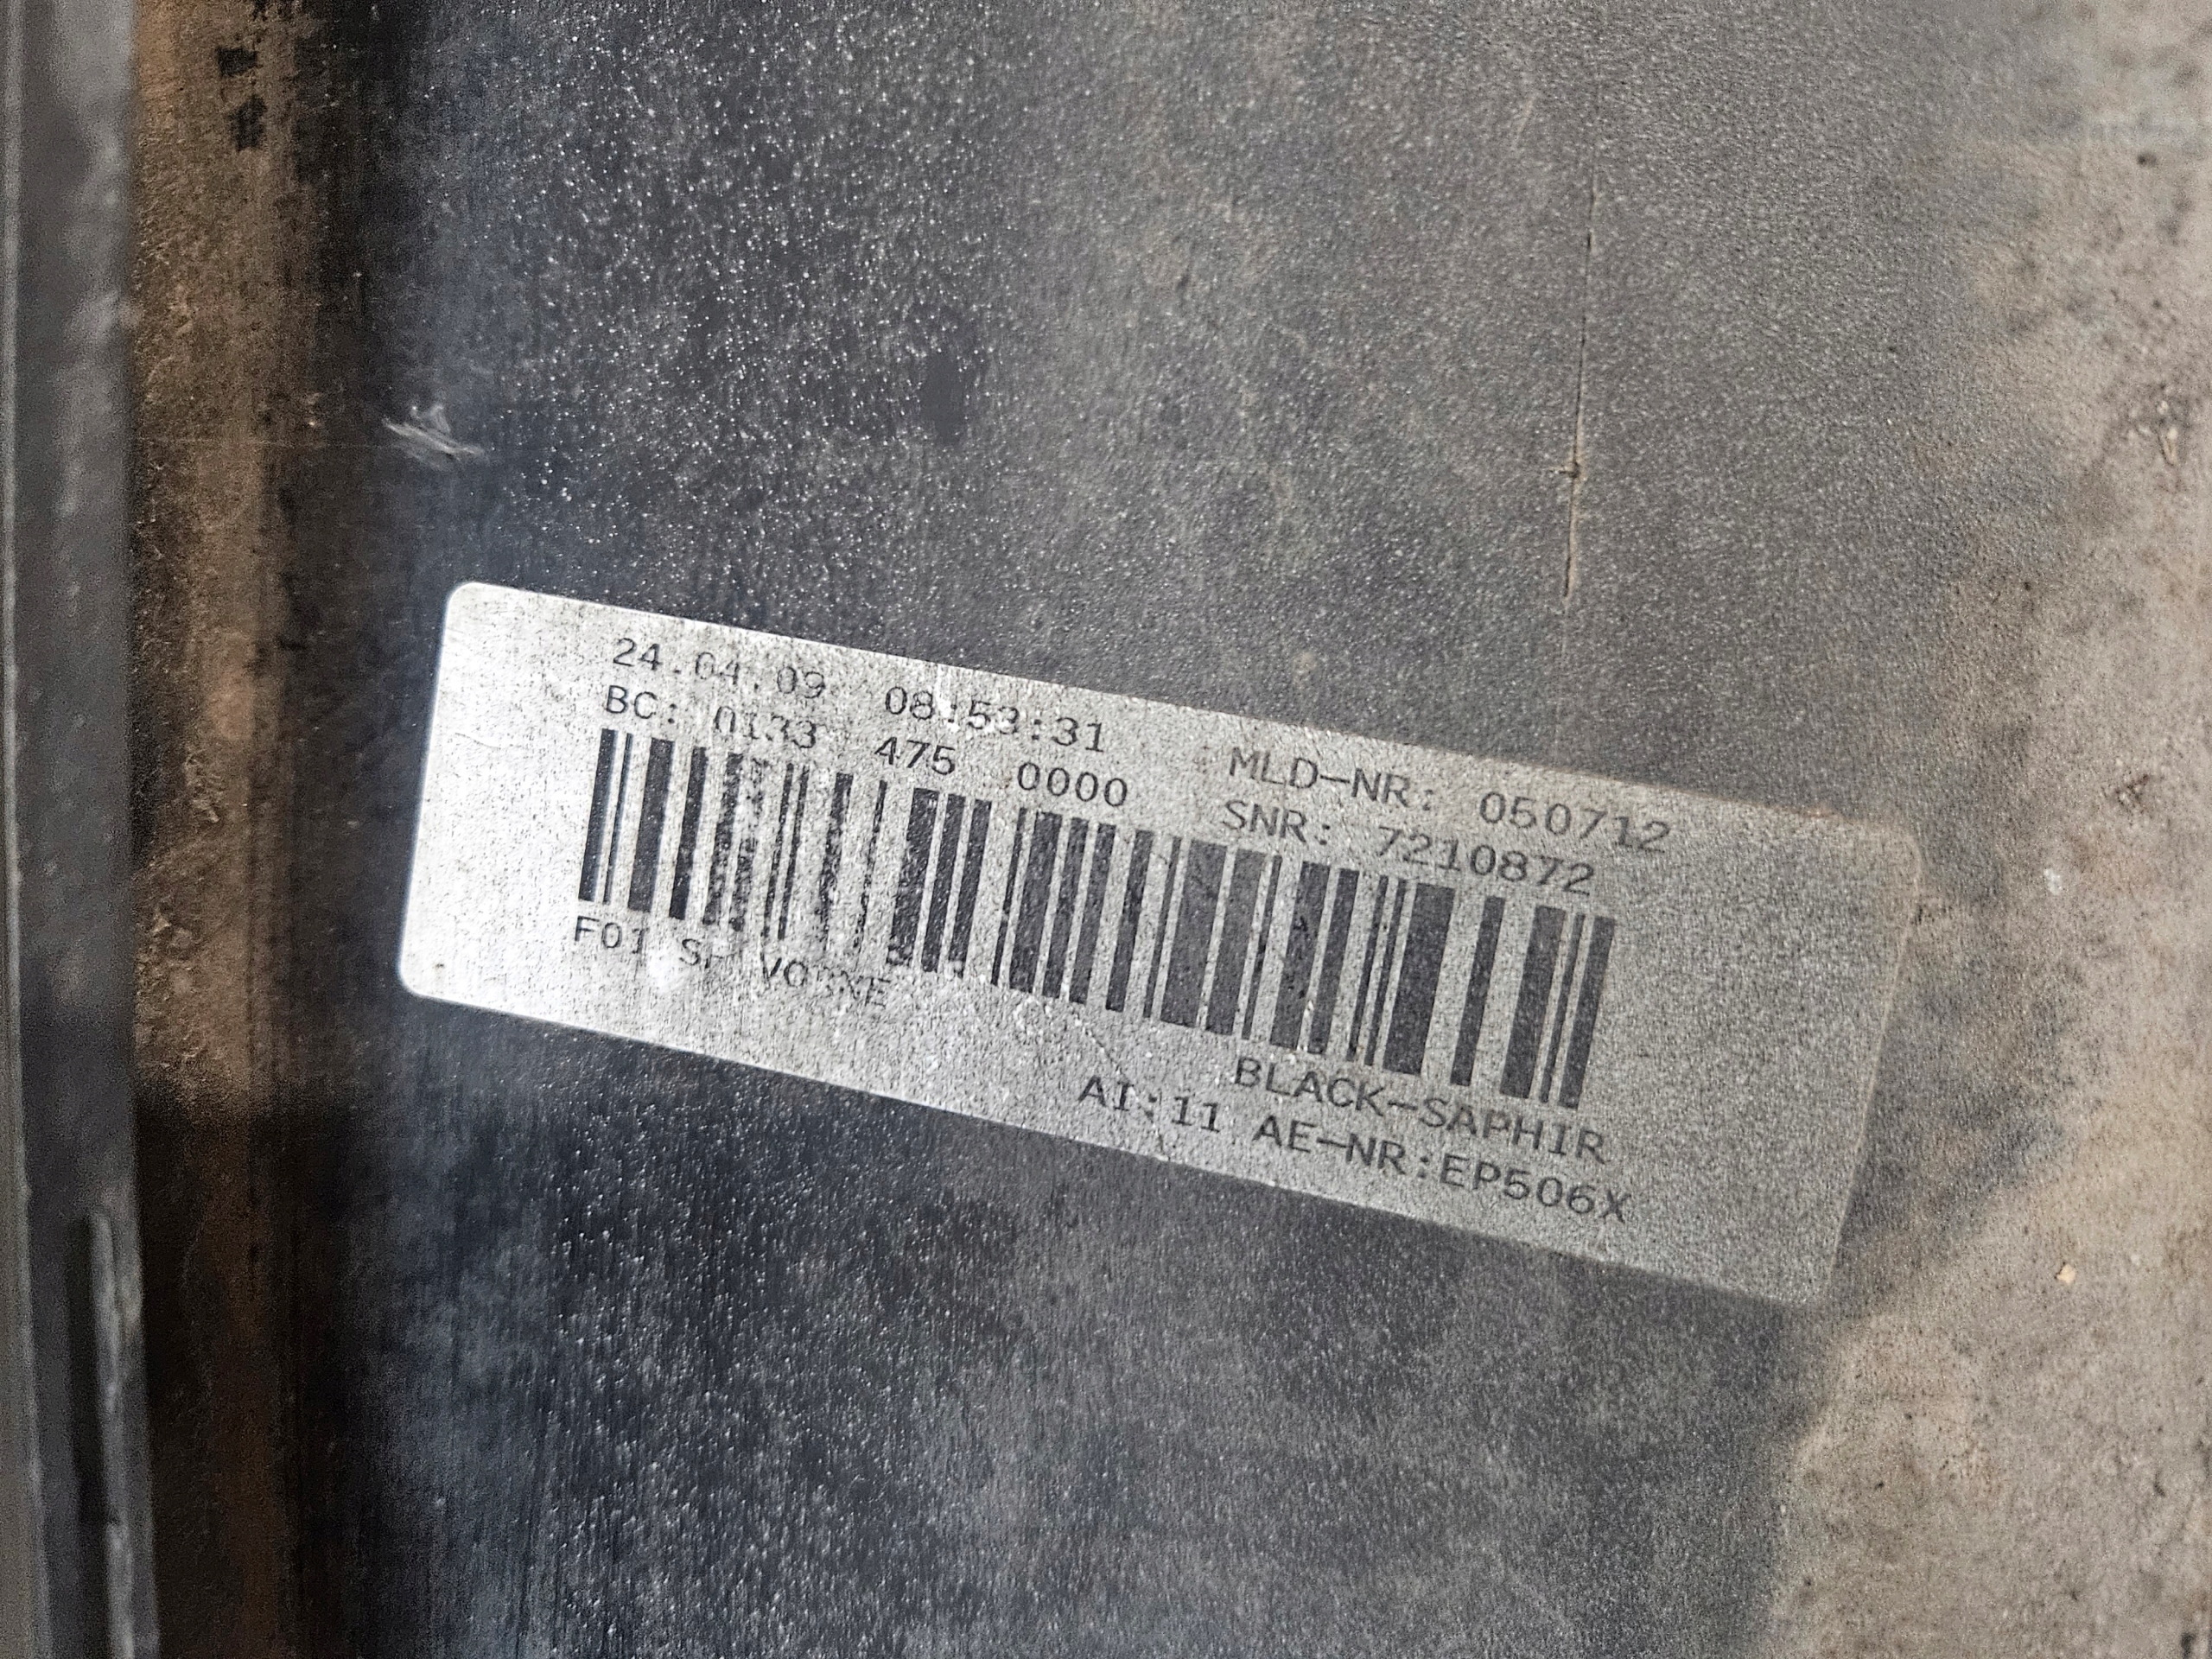 24.04.09 08:53:31 MLD-NR: 050712
BC: 0133 475 0000 SNR: 7210872
F01 BLACK-SAPHIR
AI:11 AE-NR:EP506X